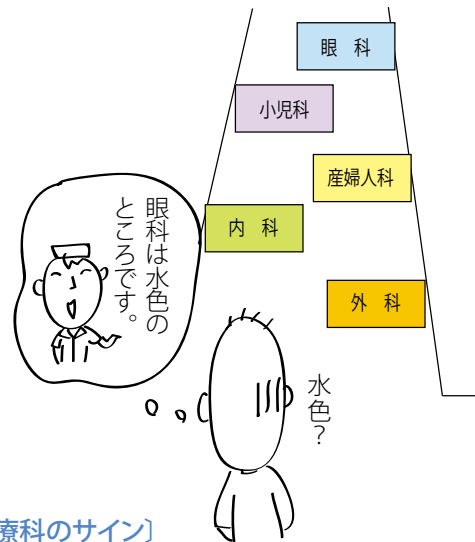 眼　科
小児科
産婦人科
内　科
外　科
眼科は水色の
ところです。
水色？
療科のサイン〕